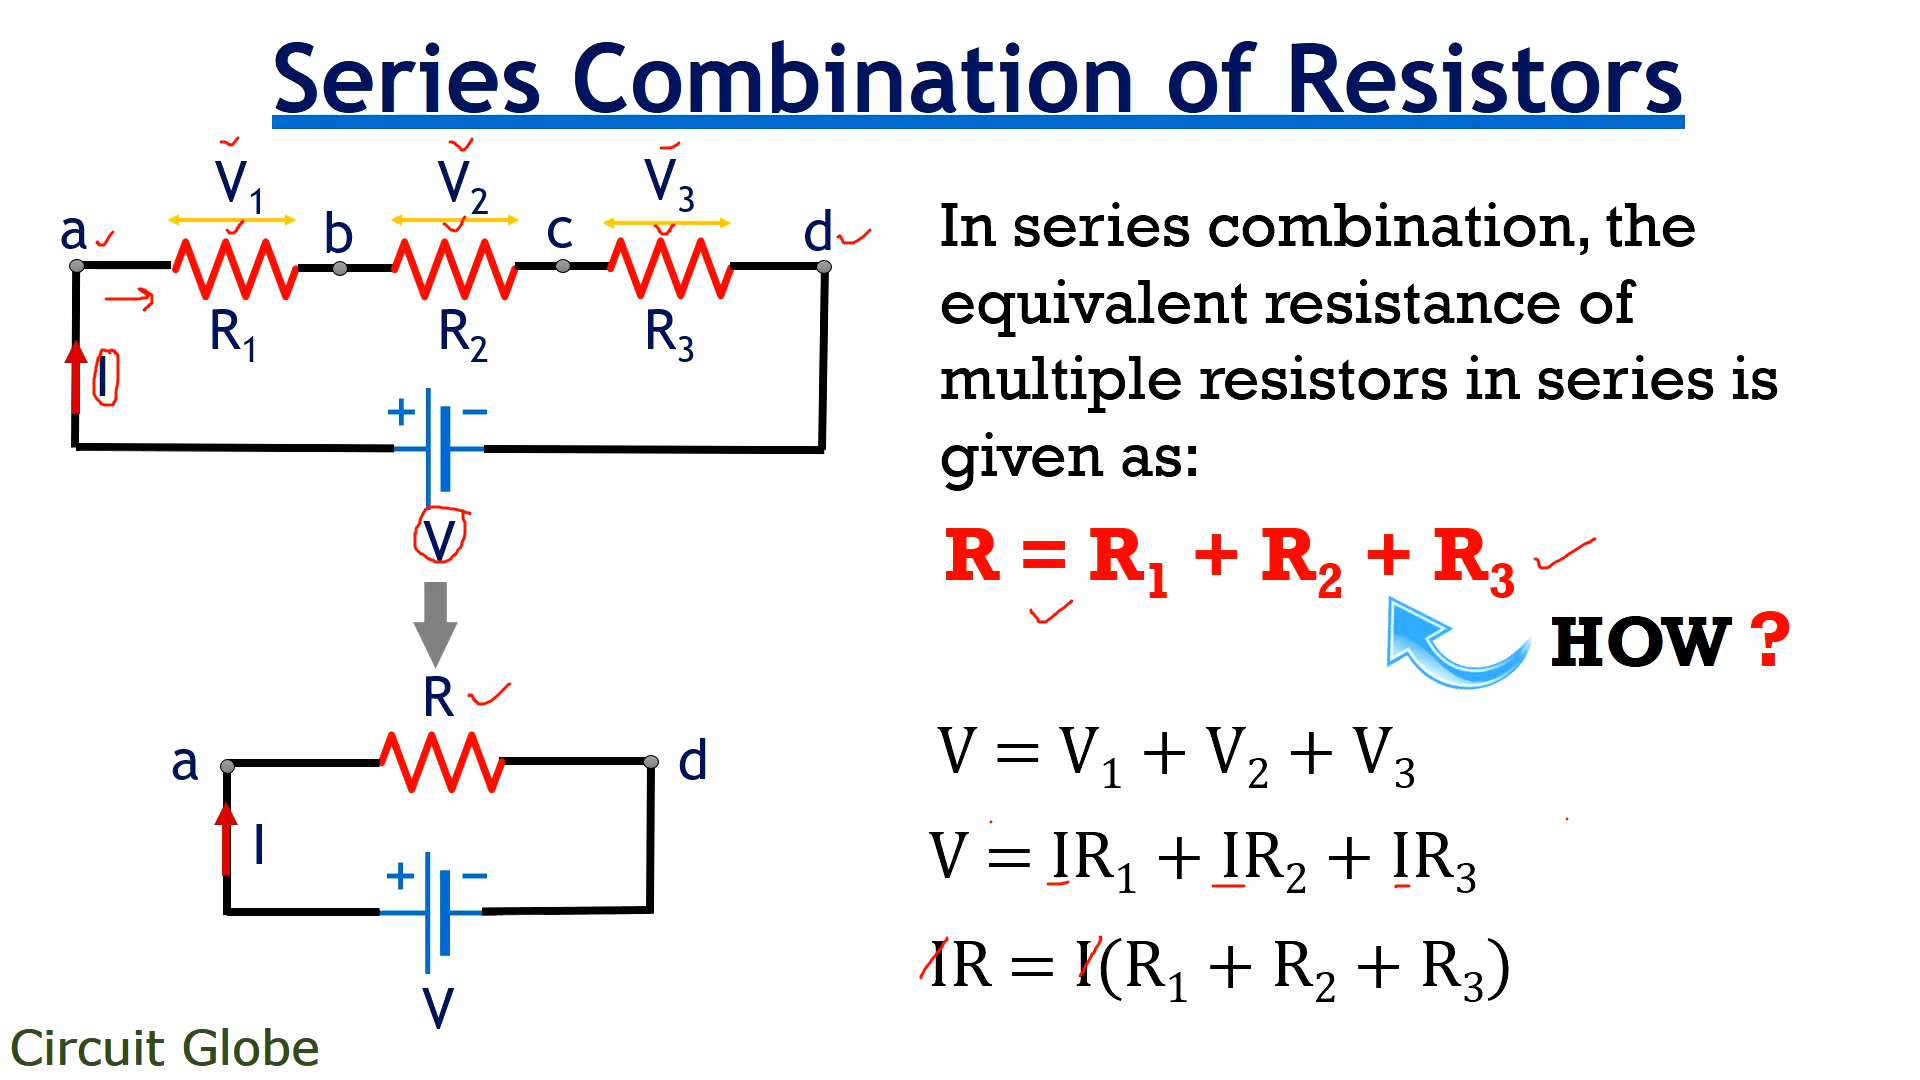 Series Combination of Resistors
V₁ V₂ V₃
a b c d
R₁ R₂ R₃
I
+ −
V
R
a d
I
+ −
V
In series combination, the
equivalent resistance of
multiple resistors in series is
given as:
R = R₁ + R₂ + R₃
HOW ?
V = V₁ + V₂ + V₃
V = IR₁ + IR₂ + IR₃
IR = I(R₁ + R₂ + R₃)
Circuit Globe